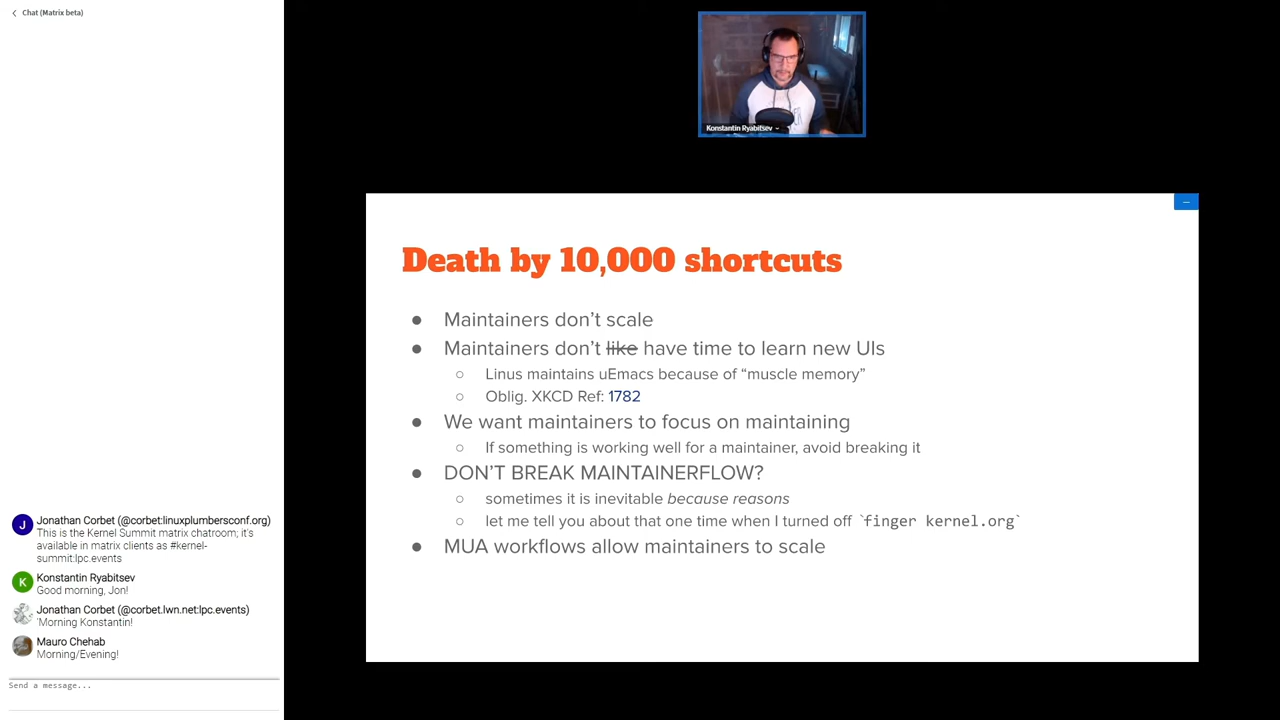 Chat (Matrix beta)
Jonathan Corbet (@corbet:linuxplumbersconf.org)
This is the Kernel Summit matrix chatroom; it's
available in matrix clients as #kernel-
summit:lpc.events
Konstantin Ryabitsev
Good morning, Jon!
Jonathan Corbet (@corbet.lwn.net:lpc.events)
'Morning Konstantin!
Mauro Chehab
Morning/Evening!
Send a message...
Konstantin Ryabitsev
Death by 10,000 shortcuts
● Maintainers don't scale
● Maintainers don't like have time to learn new UIs
○ Linus maintains uEmacs because of “muscle memory”
○ Oblig. XKCD Ref: 1782
● We want maintainers to focus on maintaining
○ If something is working well for a maintainer, avoid breaking it
● DON'T BREAK MAINTAINERFLOW?
○ sometimes it is inevitable because reasons
○ let me tell you about that one time when I turned off `finger kernel.org`
● MUA workflows allow maintainers to scale